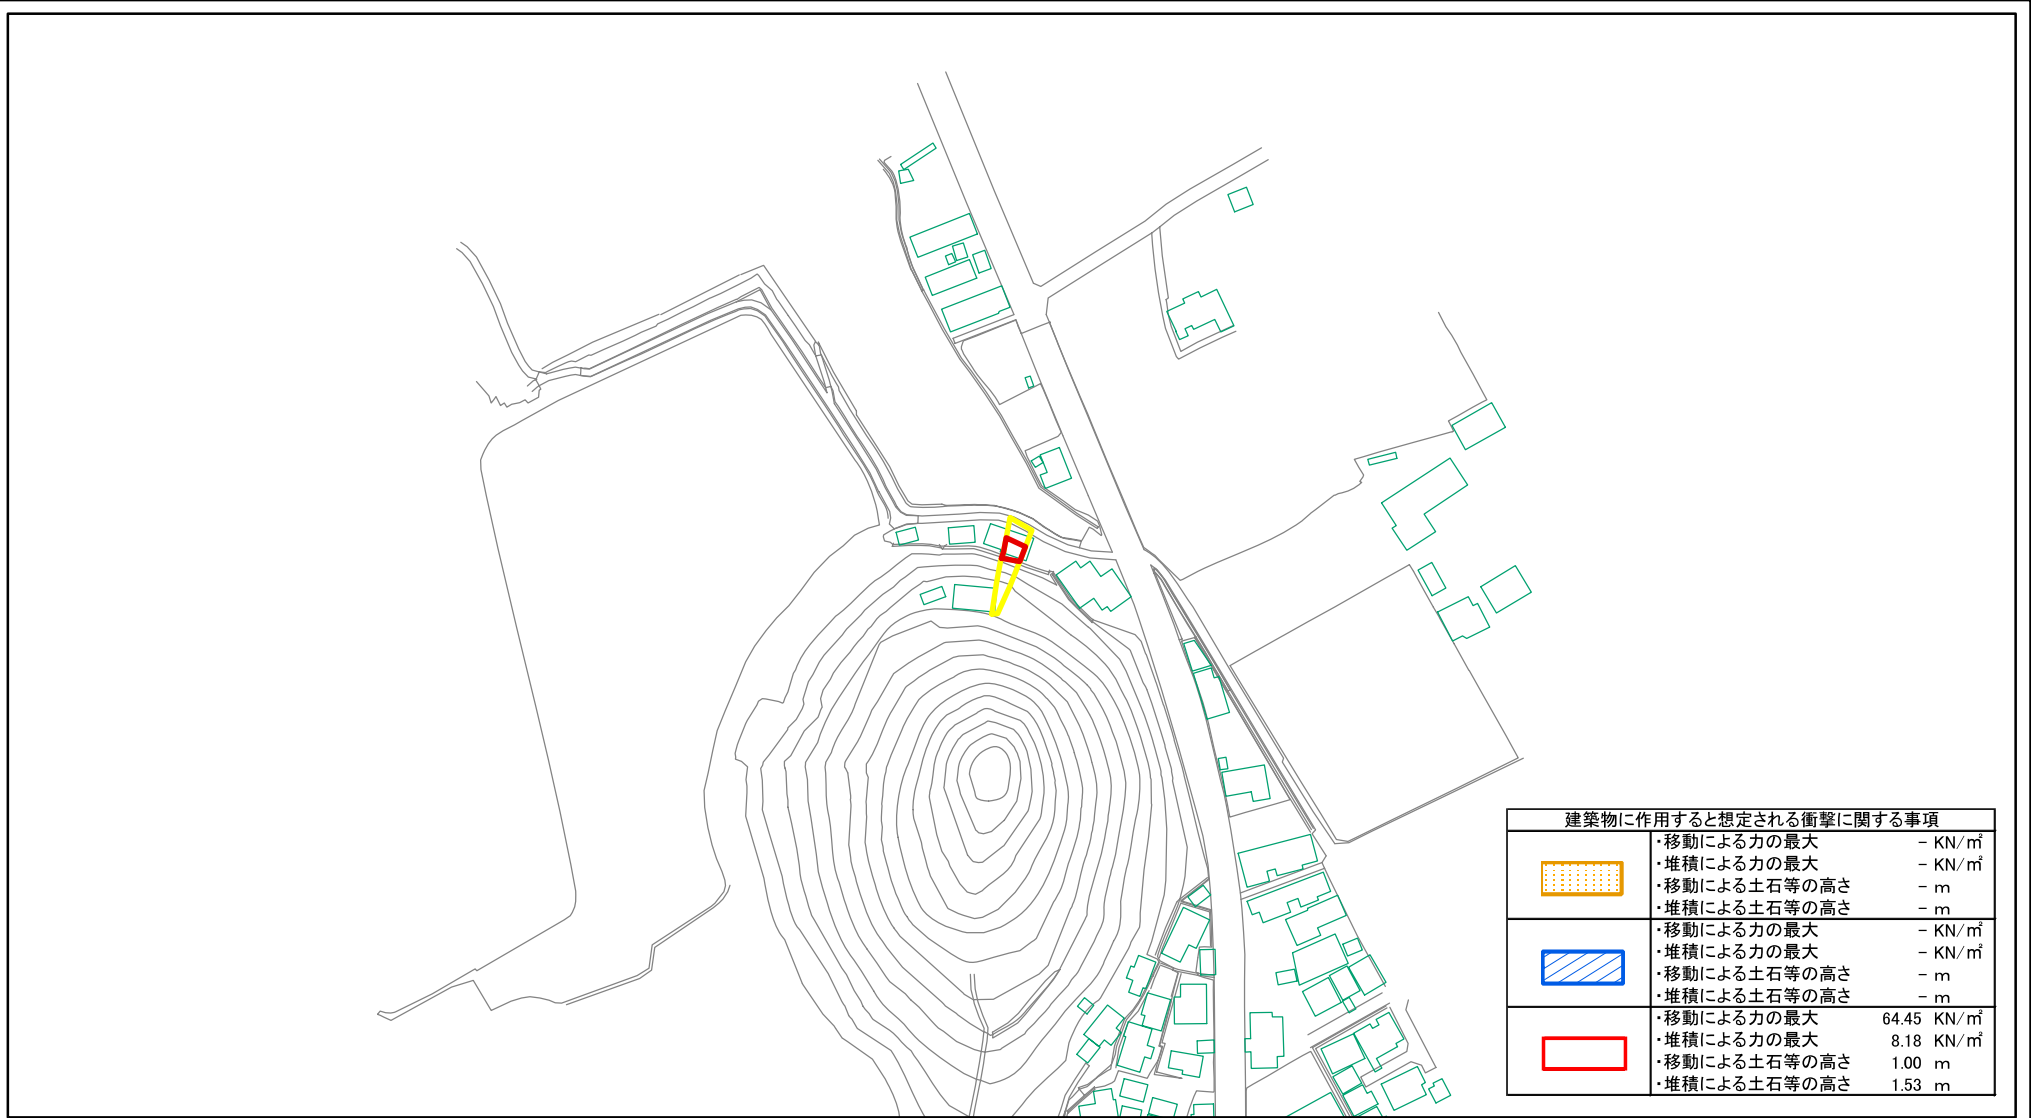 建築物に作用すると想定される衝撃に関する事項
・移動による力の最大 - KN/㎡
・堆積による力の最大 - KN/㎡
・移動による土石等の高さ - m
・堆積による土石等の高さ - m
・移動による力の最大 - KN/㎡
・堆積による力の最大 - KN/㎡
・移動による土石等の高さ - m
・堆積による土石等の高さ - m
・移動による力の最大 64.45 KN/㎡
・堆積による力の最大 8.18 KN/㎡
・移動による土石等の高さ 1.00 m
・堆積による土石等の高さ 1.53 m